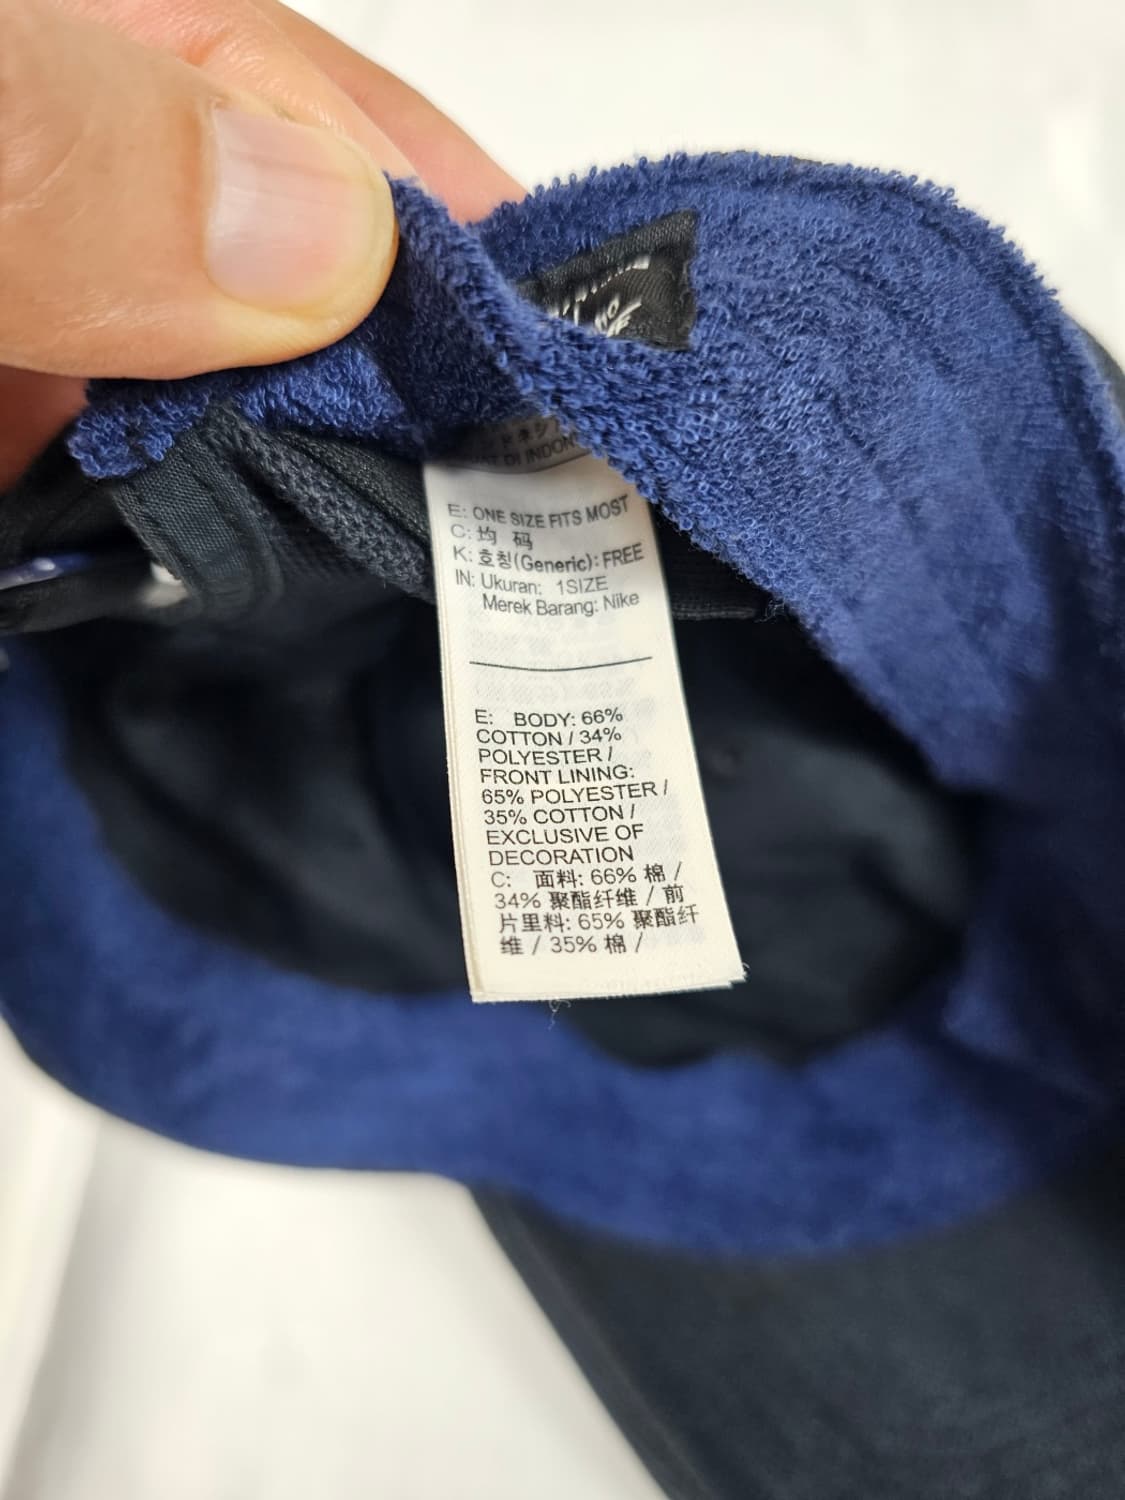 E: ONE SIZE FITS MOST
C: 均 码
K: 호칭(Generic): FREE
IN: Ukuran: 1SIZE
Merek Barang: Nike
E: BODY: 66%
COTTON / 34%
POLYESTER /
FRONT LINING:
65% POLYESTER /
35% COTTON /
EXCLUSIVE OF
DECORATION
C: 面料: 66% 棉 /
34% 聚酯纤维 / 前
片里料: 65% 聚酯纤
维 / 35% 棉 /